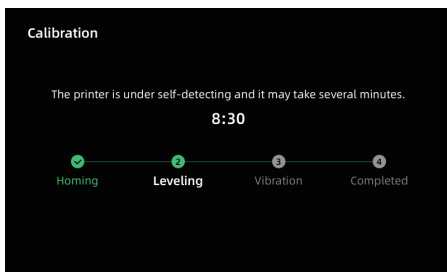 Calibration
The printer is under self-detecting and it may take several minutes.
8:30
2 3 4
Homing Leveling Vibration Completed